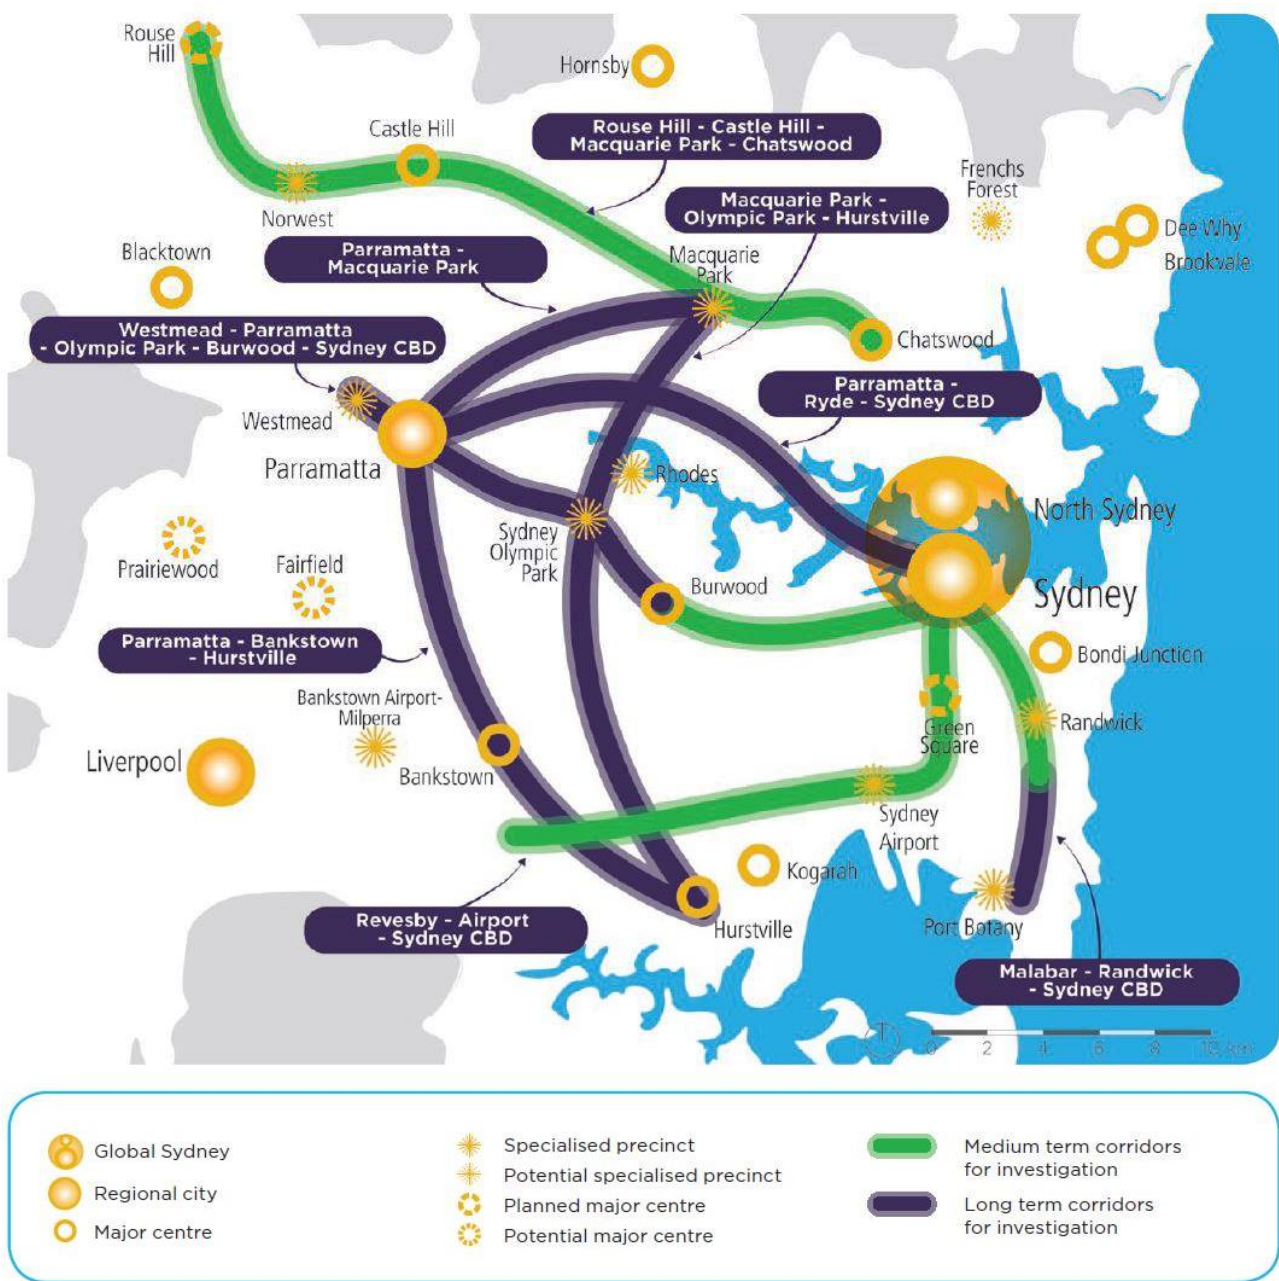 Rouse
Hill
Hornsby
Castle Hill
Rouse Hill - Castle Hill -
Macquarie Park - Chatswood
Frenchs
Forest
Norwest
Macquarie Park -
Olympic Park - Hurstville
Dee Why
Brookvale
Blacktown
Parramatta -
Macquarie Park
Macquarie
Park
Westmead - Parramatta
- Olympic Park - Burwood - Sydney CBD
Chatswood
Parramatta -
Ryde - Sydney CBD
Westmead
Parramatta
Rhodes
North Sydney
Sydney
Olympic
Park
Prairiewood
Fairfield
Burwood
Sydney
Parramatta - Bankstown
- Hurstville
Bondi Junction
Bankstown Airport-
Milperra
Randwick
Green
Square
Liverpool
Bankstown
Sydney
Airport
Kogarah
Revesby - Airport
- Sydney CBD
Hurstville
Port Botany
Malabar - Randwick
- Sydney CBD
0 2 4 6 8 10 km
Global Sydney
Regional city
Major centre
Specialised precinct
Potential specialised precinct
Planned major centre
Potential major centre
Medium term corridors
for investigation
Long term corridors
for investigation